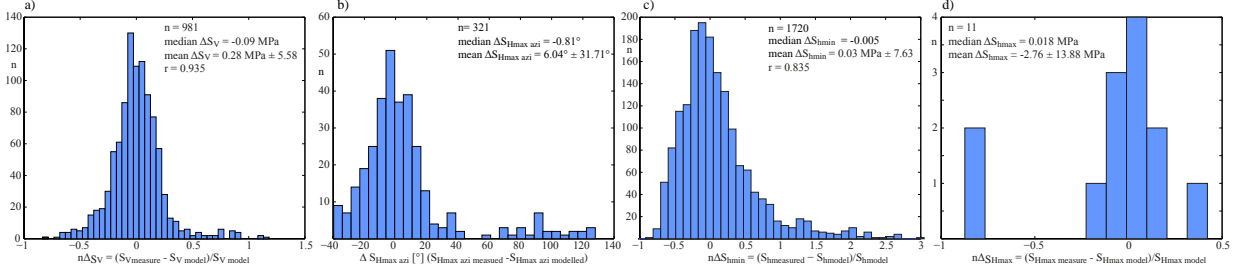 a)
n = 981
median ΔS_V = -0.09 MPa
mean ΔS_V = 0.28 MPa ± 5.58
r = 0.935
n
140
120
100
80
60
40
20
0
−1
−0.5
0
0.5
1
1.5
nΔ_SV = (S_Vmeasure - S_V model)/S_V model
b)
n= 321
median ΔS_Hmax azi = -0.81°
mean ΔS_Hmax azi = 6.04° ± 31.71°
n
60
50
40
30
20
10
0
−40
−20
0
20
40
60
80
100
120
140
Δ S_Hmax azi [°] (S_Hmax azi measued -S_Hmax azi modelled)
c)
n = 1720
median ΔS_hmin = -0.005
mean ΔS_hmin = 0.03 MPa ± 7.63
r = 0.835
n
200
180
160
140
120
100
80
60
40
20
0
−1
−0.5
0
0.5
1
1.5
2
2.5
3
nΔ_Shmin = (S_hmeasured − S_hmodel)/S_hmodel
d)
n = 11
median ΔS_hmax = 0.018 MPa
mean ΔS_hmax = -2.76 ± 13.88 MPa
n
4
3
2
1
−1
−0.5
0
0.5
nΔ_SHmax = (S_Hmax measure - S_Hmax model)/S_Hmax model